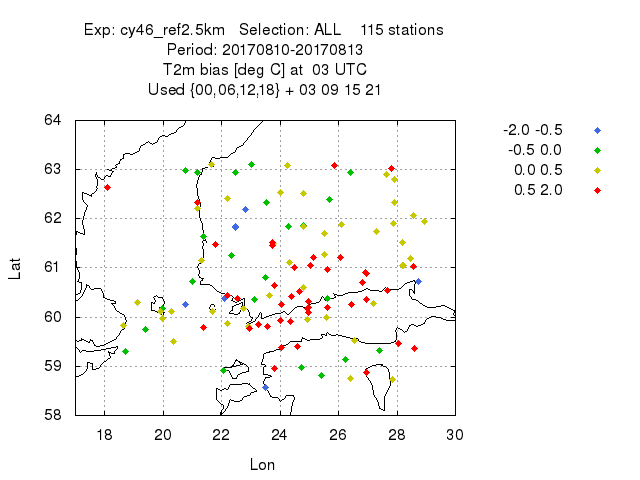 Exp: cy46_ref2.5km   Selection: ALL    115 stations
Period: 20170810-20170813
T2m bias [deg C] at  03 UTC
Used {00,06,12,18} + 03 09 15 21
-2.0 -0.5
-0.5 0.0
0.0 0.5
0.5 2.0
64
63
62
61
60
59
58
Lat
18 20 22 24 26 28 30
Lon